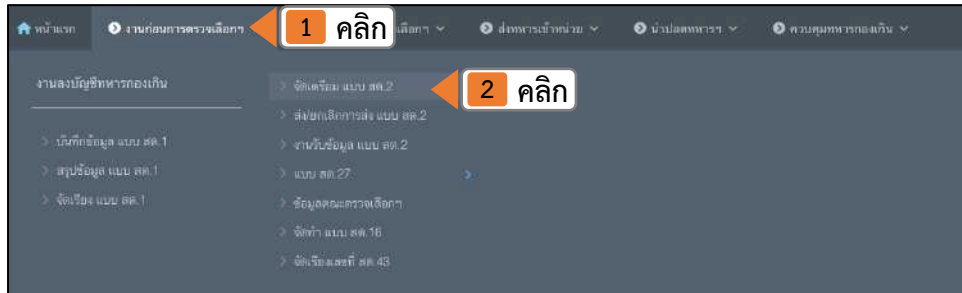 หน้าแรก งานก่อนการตรวจเลือกฯ 1 คลิก เลือกฯ ส่งทหารเข้าหน่วย นำปลดทหารฯ ควบคุมทหารกองเกิน
งานลงบัญชีทหารกองเกิน
จัดเตรียม แบบ สด.2 2 คลิก
ส่ง/ยกเลิกการส่ง แบบ สด.2
บันทึกข้อมูล แบบ สด.1
งานรับข้อมูล แบบ สด.2
สรุปข้อมูล แบบ สด.1
แบบ สด.27
จัดเรียง แบบ สด.1
ข้อมูลคณะตรวจเลือกฯ
จัดทำ แบบ สด.16
จัดเรียงเลขที่ สด.43